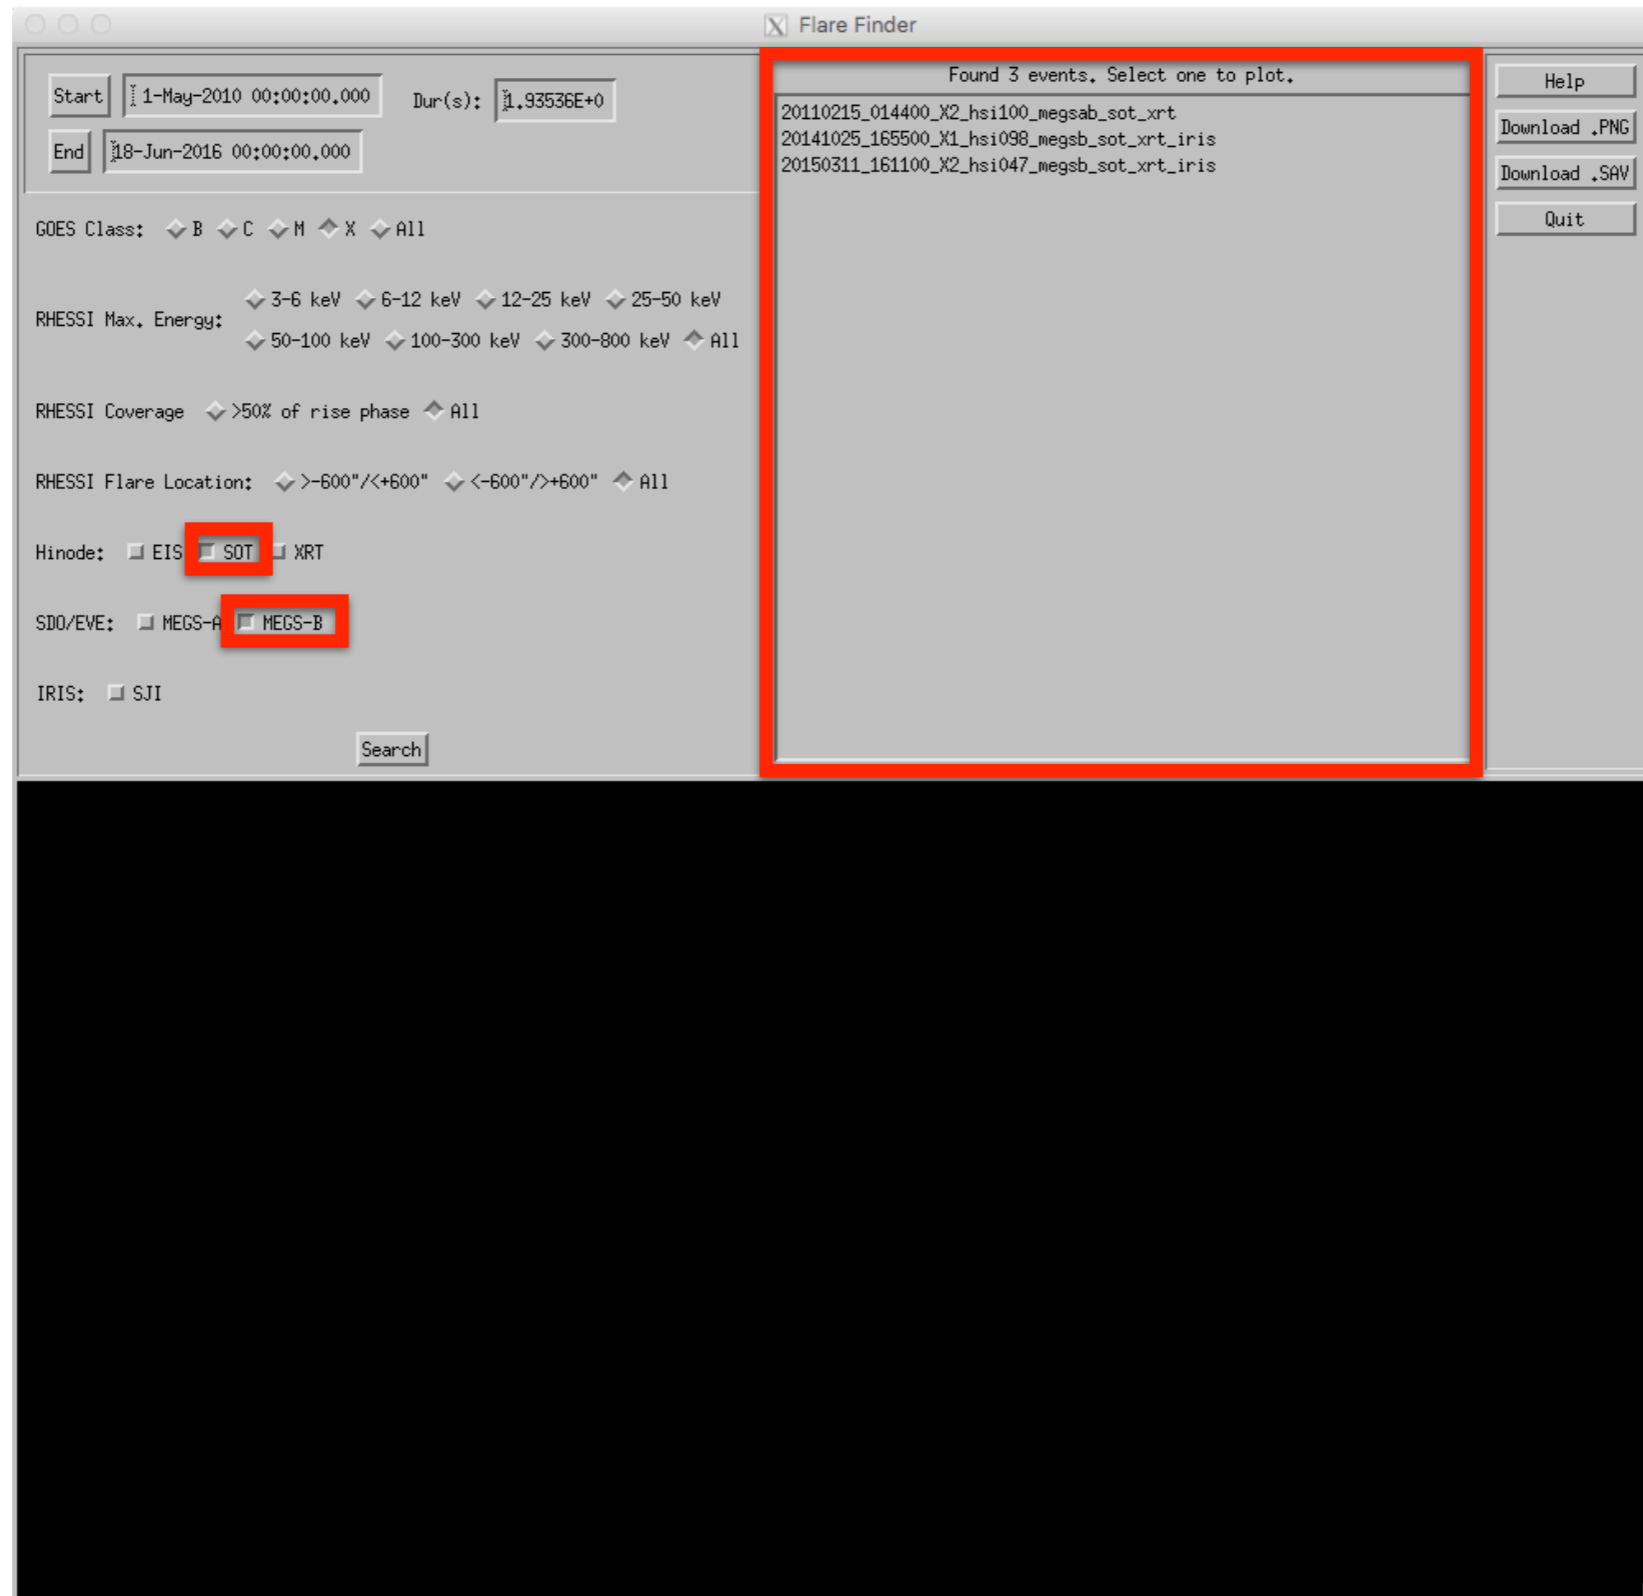 Flare Finder
Start 1-May-2010 00:00:00.000 Dur(s): 1.93536E+0
End 18-Jun-2016 00:00:00.000
GOES Class: B C M X All
RHESSI Max. Energy: 3-6 keV 6-12 keV 12-25 keV 25-50 keV
50-100 keV 100-300 keV 300-800 keV All
RHESSI Coverage >50% of rise phase All
RHESSI Flare Location: >-600"/<+600" <-600"/>+600" All
Hinode: EIS SOT XRT
SDO/EVE: MEGS-A MEGS-B
IRIS: SJI
Search
Found 3 events. Select one to plot.
20110215_014400_X2_hsi100_megsab_sot_xrt
20141025_165500_X1_hsi098_megsb_sot_xrt_iris
20150311_161100_X2_hsi047_megsb_sot_xrt_iris
Help
Download .PNG
Download .SAV
Quit